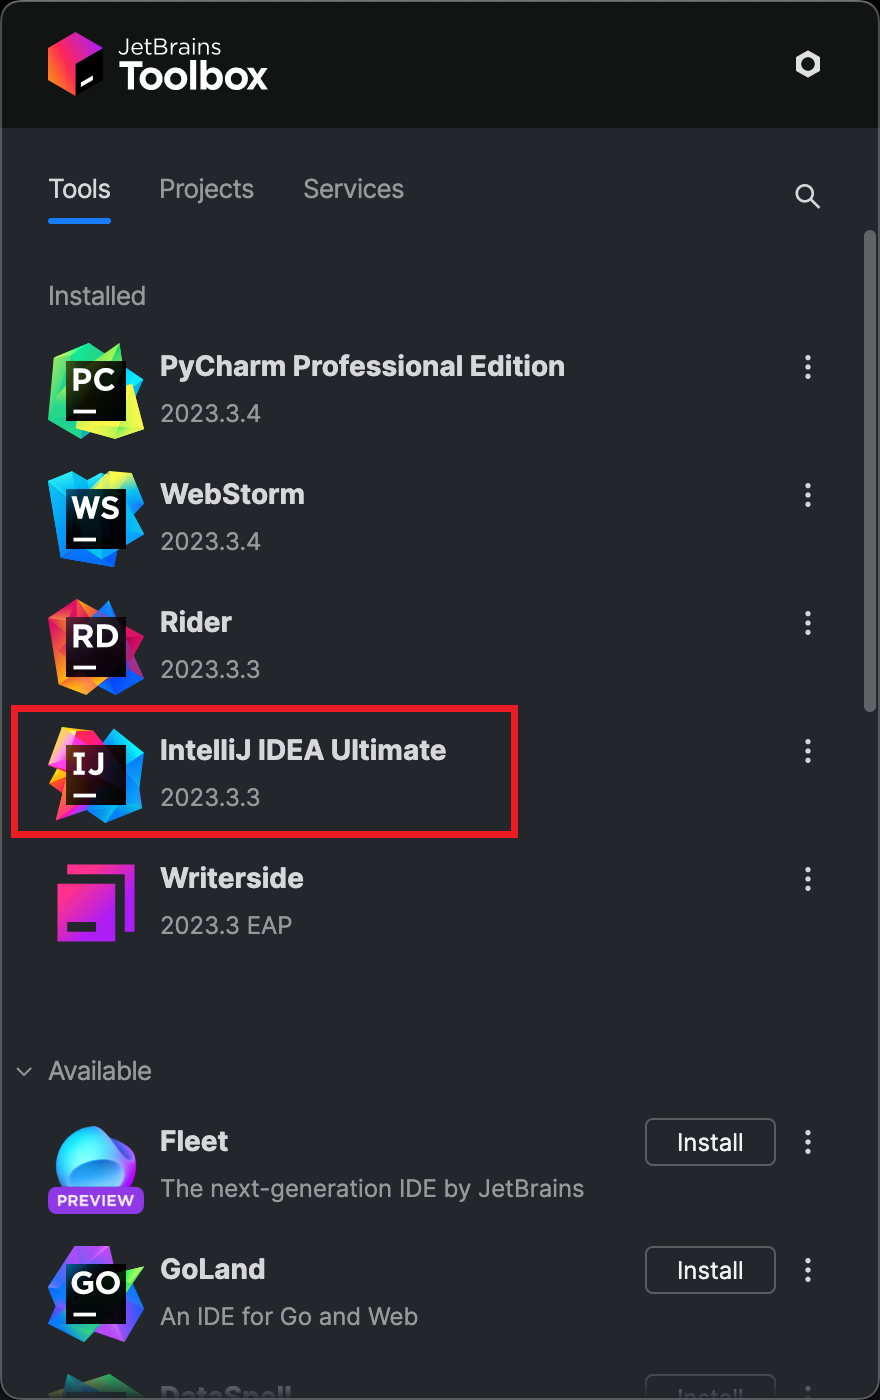 JetBrains
Toolbox
Tools Projects Services
Installed
PC
PyCharm Professional Edition
2023.3.4
WS
WebStorm
2023.3.4
RD
Rider
2023.3.3
IJ
IntelliJ IDEA Ultimate
2023.3.3
Writerside
2023.3 EAP
Available
Fleet
Install
The next-generation IDE by JetBrains
PREVIEW
GO
GoLand
Install
An IDE for Go and Web
DataSpell
Install